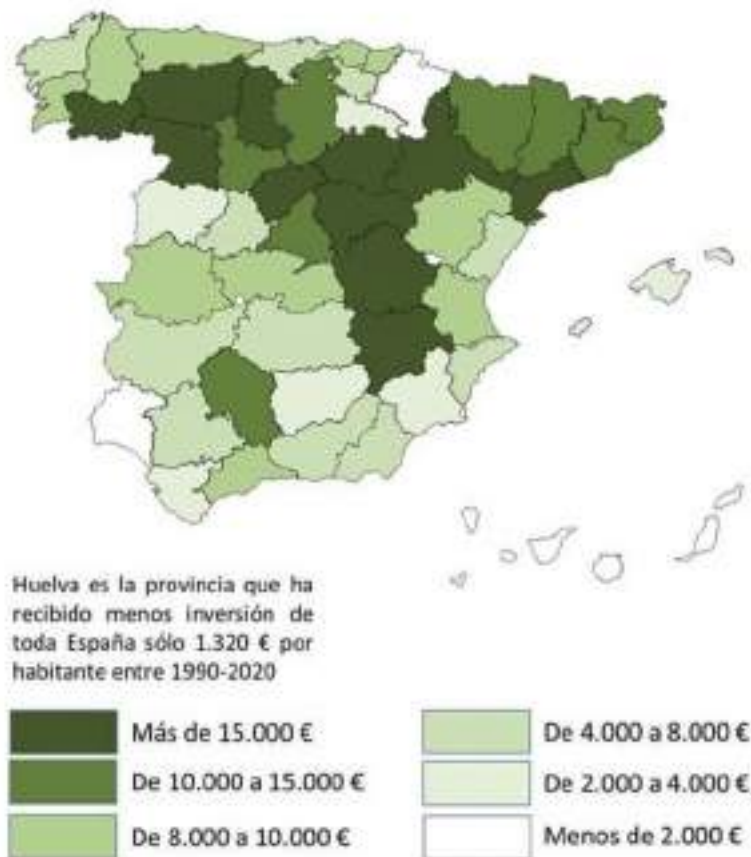 Huelva es la provincia que ha
recibido menos inversión de
toda España sólo 1.320 € por
habitante entre 1990-2020
Más de 15.000 €
De 4.000 a 8.000 €
De 10.000 a 15.000 €
De 2.000 a 4.000 €
De 8.000 a 10.000 €
Menos de 2.000 €